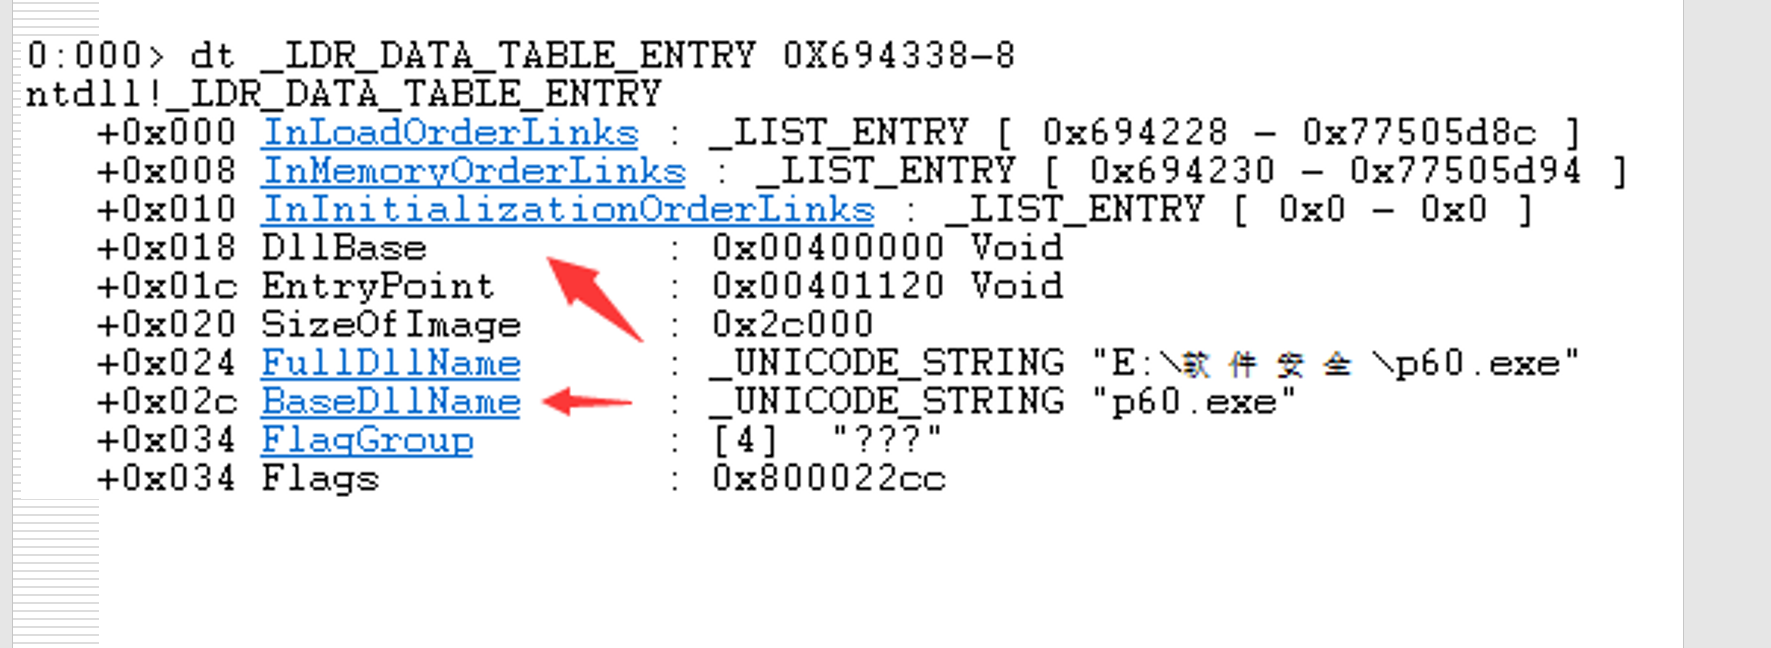 0:000> dt _LDR_DATA_TABLE_ENTRY 0X694338-8
ntdll!_LDR_DATA_TABLE_ENTRY
+0x000 InLoadOrderLinks : _LIST_ENTRY [ 0x694228 - 0x77505d8c ]
+0x008 InMemoryOrderLinks : _LIST_ENTRY [ 0x694230 - 0x77505d94 ]
+0x010 InInitializationOrderLinks : _LIST_ENTRY [ 0x0 - 0x0 ]
+0x018 DllBase : 0x00400000 Void
+0x01c EntryPoint : 0x00401120 Void
+0x020 SizeOfImage : 0x2c000
+0x024 FullDllName : _UNICODE_STRING "E:\软件安全\p60.exe"
+0x02c BaseDllName : _UNICODE_STRING "p60.exe"
+0x034 FlagGroup : [4] "???"
+0x034 Flags : 0x800022cc